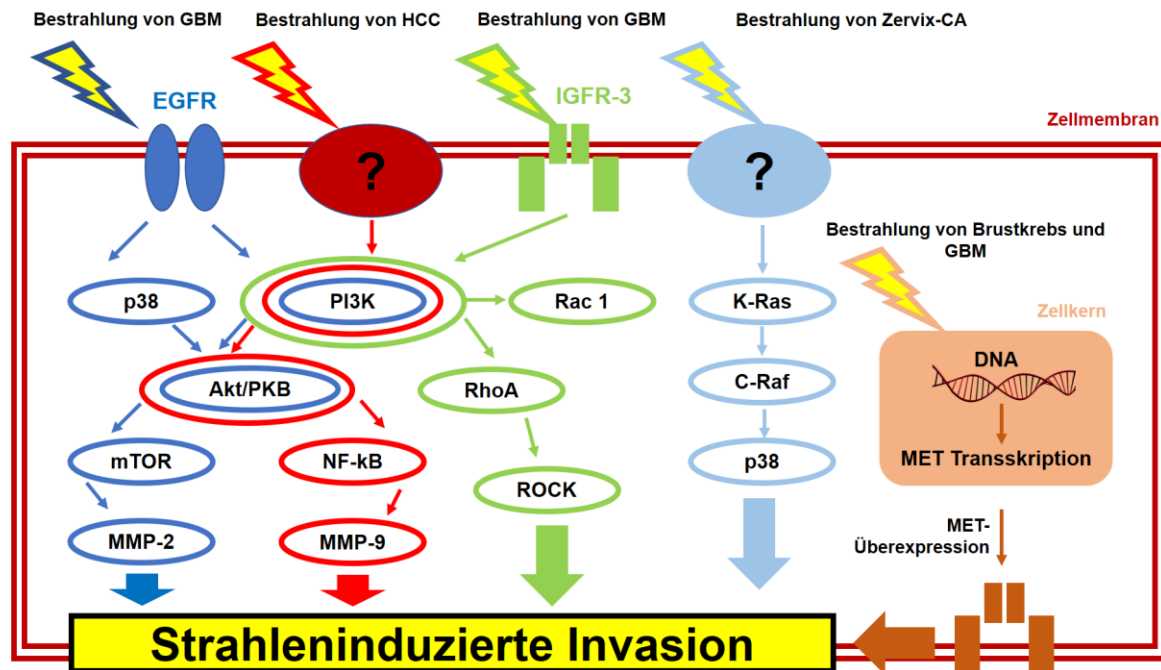 Bestrahlung von GBM
Bestrahlung von HCC
Bestrahlung von GBM
Bestrahlung von Zervix-CA
EGFR
IGFR-3
Zellmembran
?
?
Bestrahlung von Brustkrebs und
GBM
p38
PI3K
Rac 1
K-Ras
Zellkern
DNA
Akt/PKB
RhoA
C-Raf
mTOR
NF-kB
p38
MET Transskription
ROCK
MMP-2
MMP-9
MET-
Überexpression
Strahleninduzierte Invasion